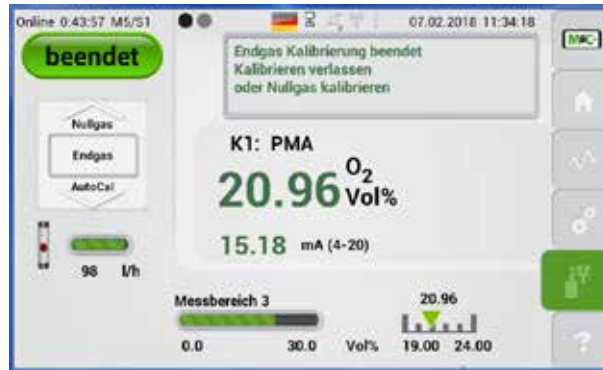 Online 0:43:57 M5/S1
07.02.2018 11:34:18
beendet
Endgas Kalibrierung beendet
Kalibrieren verlassen
oder Nullgas kalibrieren
Nullgas
Endgas
AutoCal
K1: PMA
20.96 O2 Vol%
15.18 mA (4-20)
98 l/h
Messbereich 3
0.0 30.0 Vol%
20.96
19.00 24.00
?